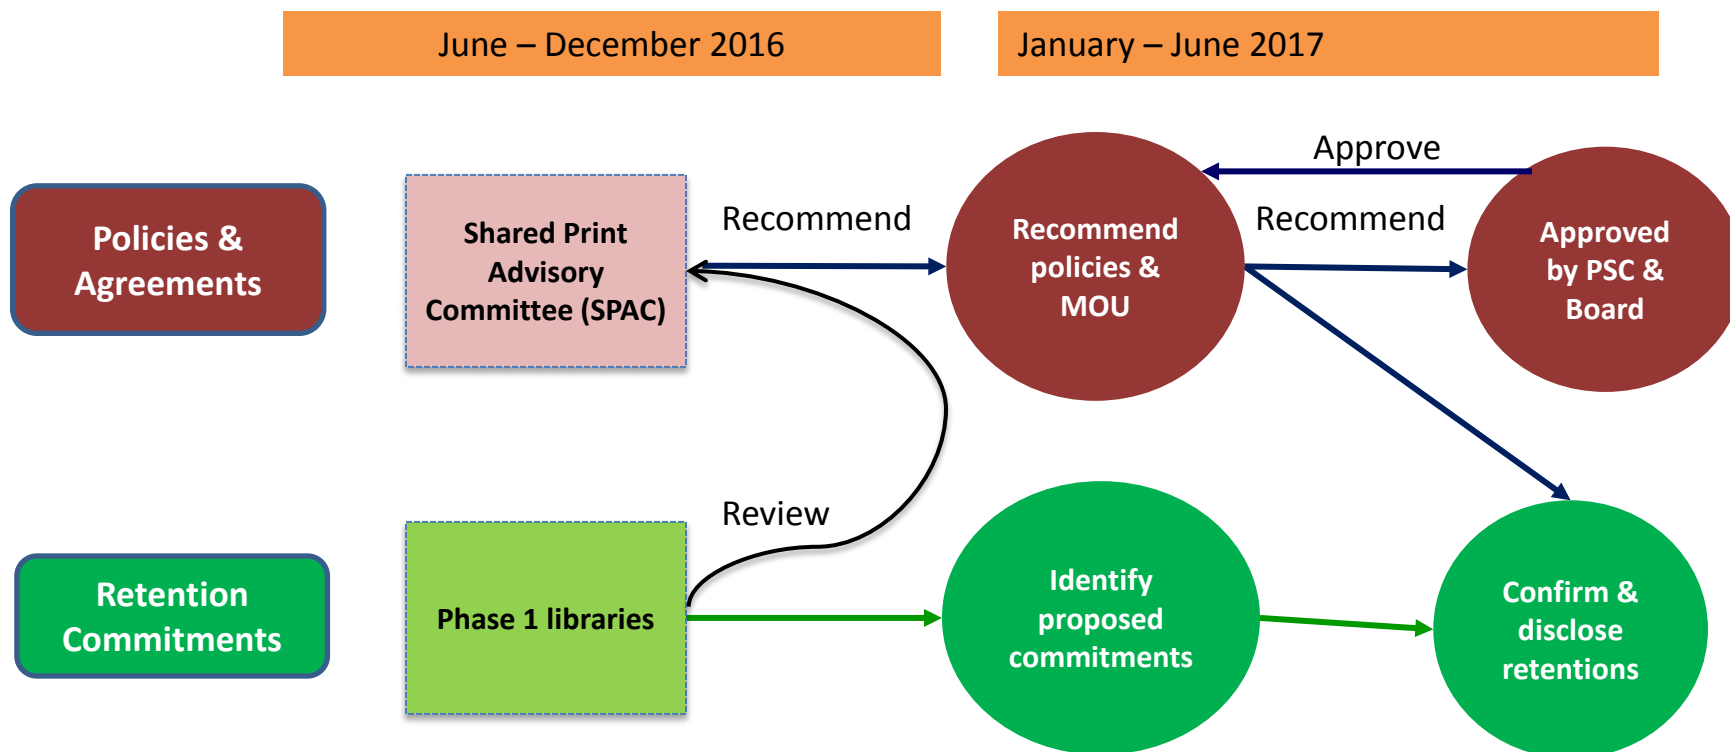 June – December 2016
January – June 2017
Approve
Policies &
Agreements
Shared Print
Advisory
Committee (SPAC)
Recommend
Recommend
policies &
MOU
Recommend
Approved
by PSC &
Board
Review
Retention
Commitments
Phase 1 libraries
Identify
proposed
commitments
Confirm &
disclose
retentions